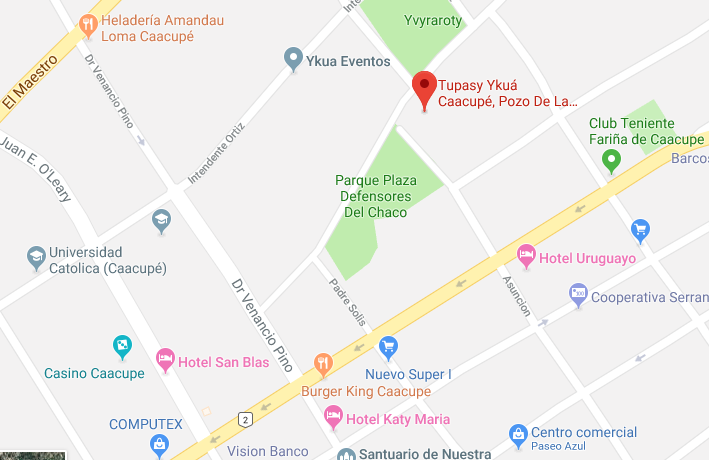 Heladería Amandau
Loma Caacupé
Yvyraroty
Ykua Eventos
El Maestro
Dr Venancio Pino
Tupasy Ykuá
Caacupé, Pozo De La...
Club Teniente
Fariña de Caacupe
Barcos
Juan E. O'Leary
Intendente Ortiz
Parque Plaza
Defensores
Del Chaco
Universidad
Catolica (Caacupé)
Hotel Uruguayo
Asuncion
Cooperativa Serran
Dr Venancio Pino
Padre Solis
Casino Caacupe
Hotel San Blas
Nuevo Super I
Burger King Caacupe
COMPUTEX
2
Hotel Katy Maria
Vision Banco
Santuario de Nuestra
Centro comercial
Paseo Azul